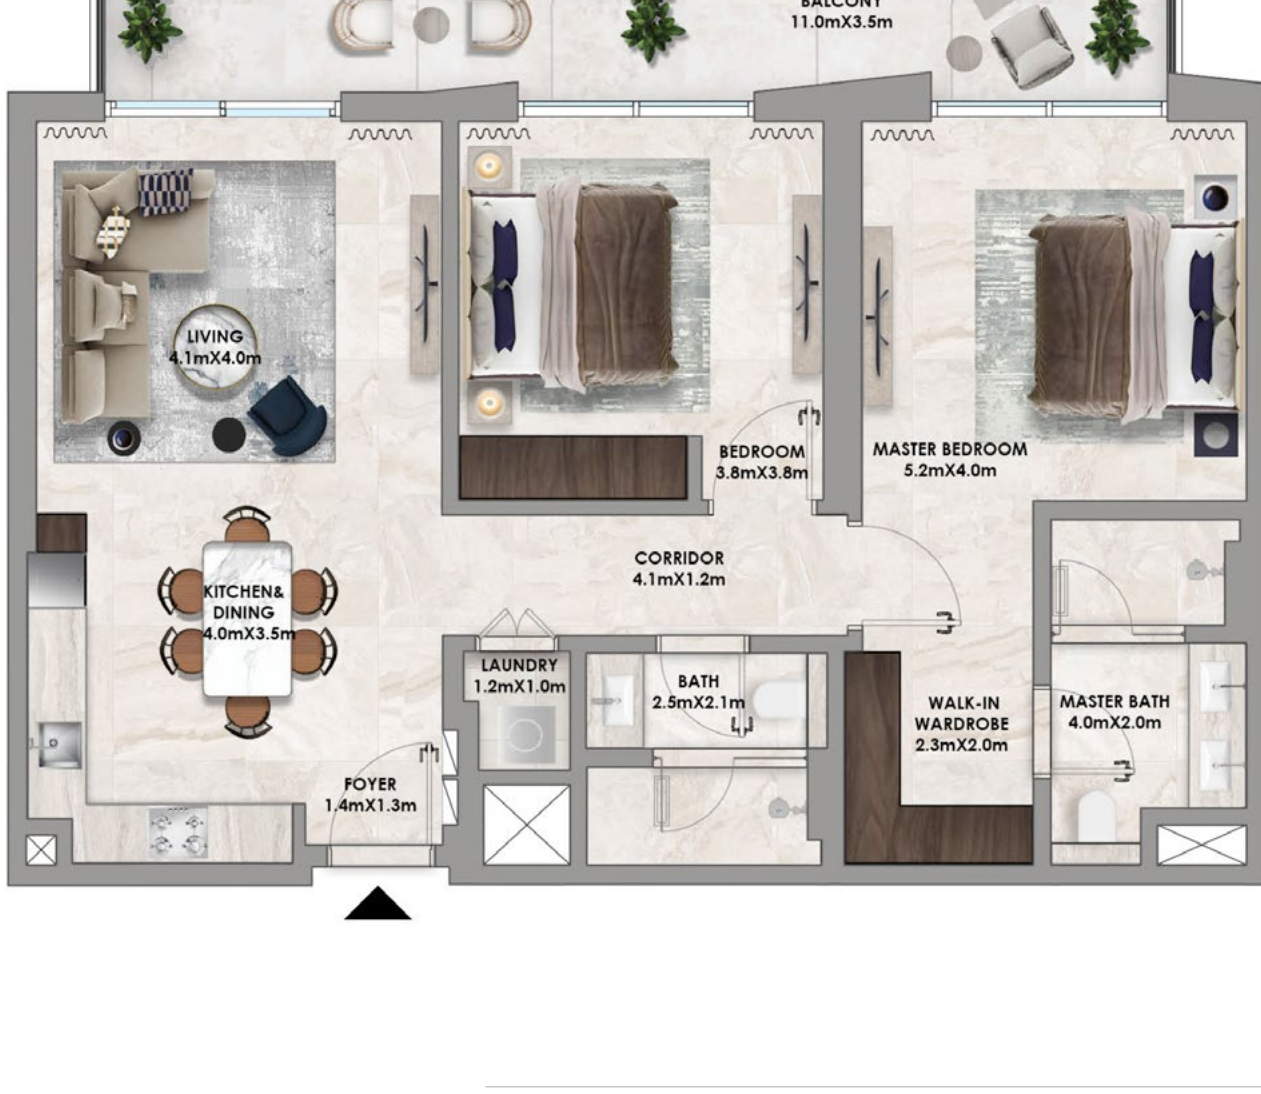 BALCONY
11.0mX3.5m
LIVING
4.1mX4.0m
BEDROOM
3.8mX3.8m
MASTER BEDROOM
5.2mX4.0m
KITCHEN&
DINING
4.0mX3.5m
CORRIDOR
4.1mX1.2m
LAUNDRY
1.2mX1.0m
BATH
2.5mX2.1m
WALK-IN
WARDROBE
2.3mX2.0m
MASTER BATH
4.0mX2.0m
FOYER
1.4mX1.3m